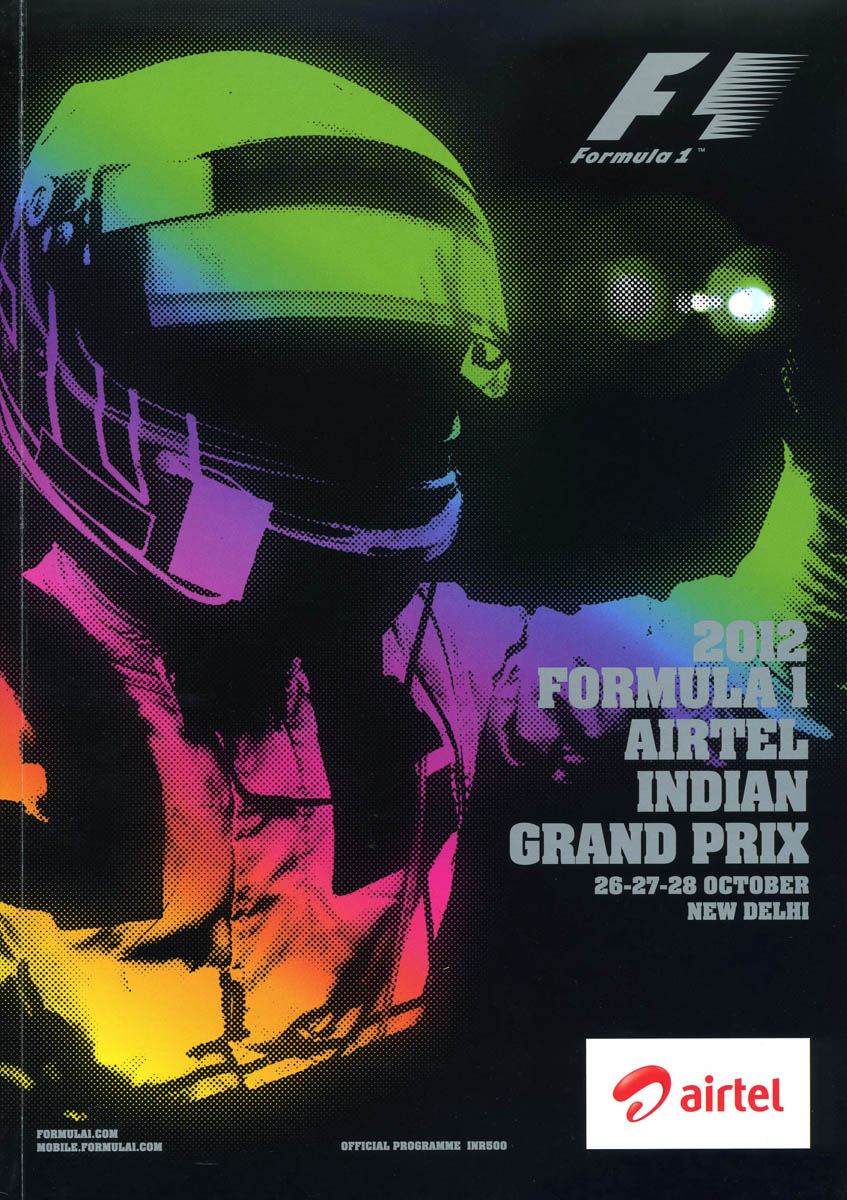 F1
Formula 1™
2012
FORMULA 1
AIRTEL
INDIAN
GRAND PRIX
26-27-28 OCTOBER
NEW DELHI
airtel
FORMULA1.COM
MOBILE.FORMULA1.COM
OFFICIAL PROGRAMME INR500